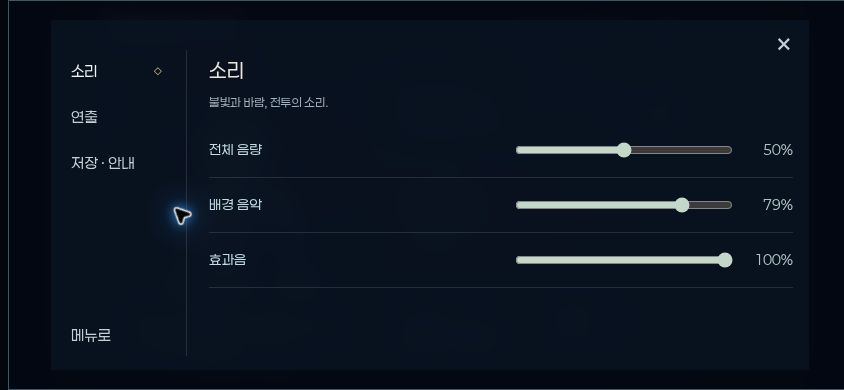 소리
연출
저장 · 안내
메뉴로
소리
불빛과 바람, 전투의 소리.
전체 음량 50%
배경 음악 79%
효과음 100%